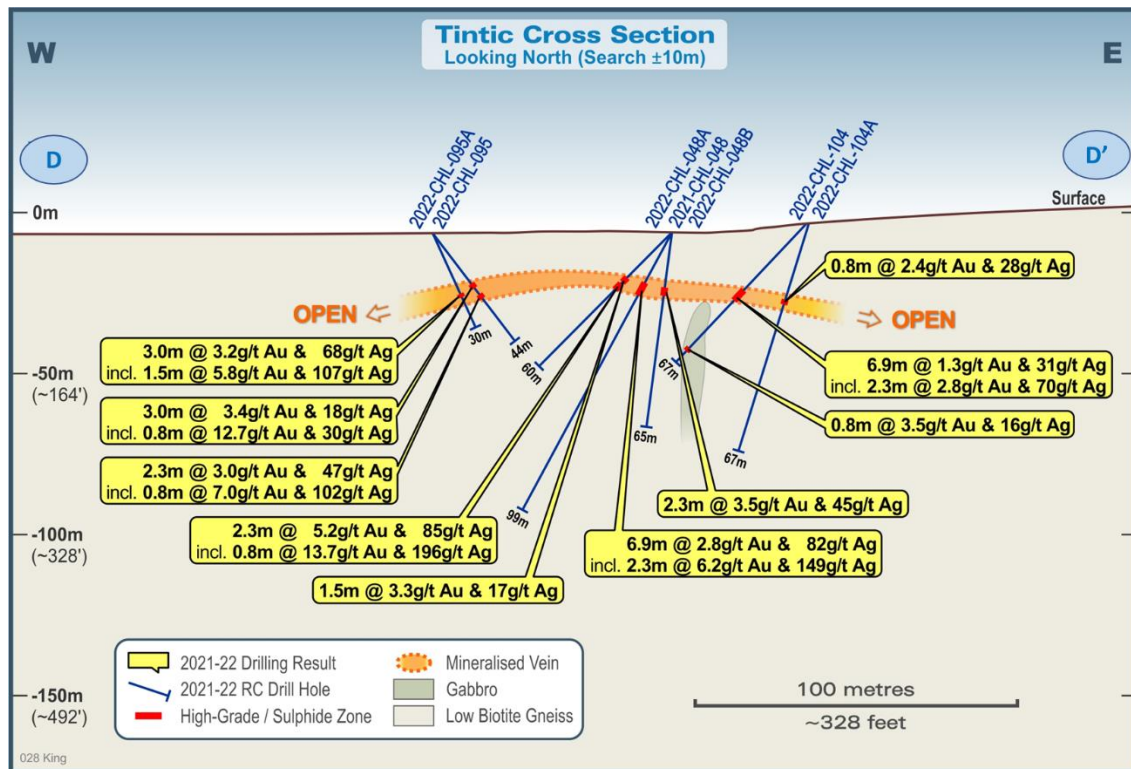 Tintic Cross Section
Looking North (Search ±10m)
W
E
D
D'
2022-CHL-095A
2022-CHL-095
2022-CHL-048A
2021-CHL-048
2022-CHL-048B
2022-CHL-104
2022-CHL-104A
Surface
0m
-50m
(~164')
-100m
(~328')
-150m
(~492')
OPEN
OPEN
30m
44m
60m
99m
65m
67m
67m
0.8m @ 2.4g/t Au & 28g/t Ag
3.0m @ 3.2g/t Au & 68g/t Ag
incl. 1.5m @ 5.8g/t Au & 107g/t Ag
3.0m @ 3.4g/t Au & 18g/t Ag
incl. 0.8m @ 12.7g/t Au & 30g/t Ag
2.3m @ 3.0g/t Au & 47g/t Ag
incl. 0.8m @ 7.0g/t Au & 102g/t Ag
2.3m @ 5.2g/t Au & 85g/t Ag
incl. 0.8m @ 13.7g/t Au & 196g/t Ag
1.5m @ 3.3g/t Au & 17g/t Ag
6.9m @ 2.8g/t Au & 82g/t Ag
incl. 2.3m @ 6.2g/t Au & 149g/t Ag
2.3m @ 3.5g/t Au & 45g/t Ag
6.9m @ 1.3g/t Au & 31g/t Ag
incl. 2.3m @ 2.8g/t Au & 70g/t Ag
0.8m @ 3.5g/t Au & 16g/t Ag
2021-22 Drilling Result
2021-22 RC Drill Hole
High-Grade / Sulphide Zone
Mineralised Vein
Gabbro
Low Biotite Gneiss
100 metres
~328 feet
028 King